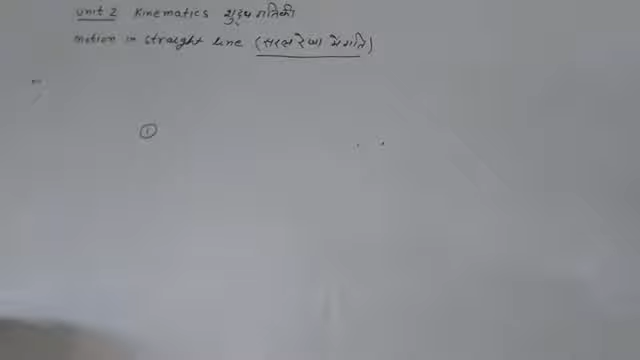 unit 2 Kinematics शुद्ध गतिकी
motion in straight line (सरल रेखा में गति)
①